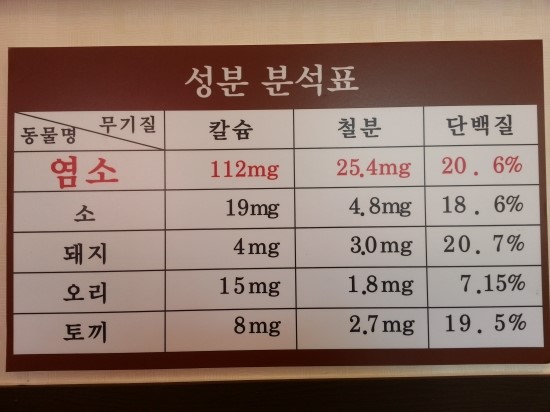 성분 분석표
동물명 무기질 칼슘 철분 단백질
염소 112mg 25.4mg 20. 6%
소 19mg 4.8mg 18. 6%
돼지 4mg 3.0mg 20. 7%
오리 15mg 1.8mg 7.15%
토끼 8mg 2.7mg 19. 5%